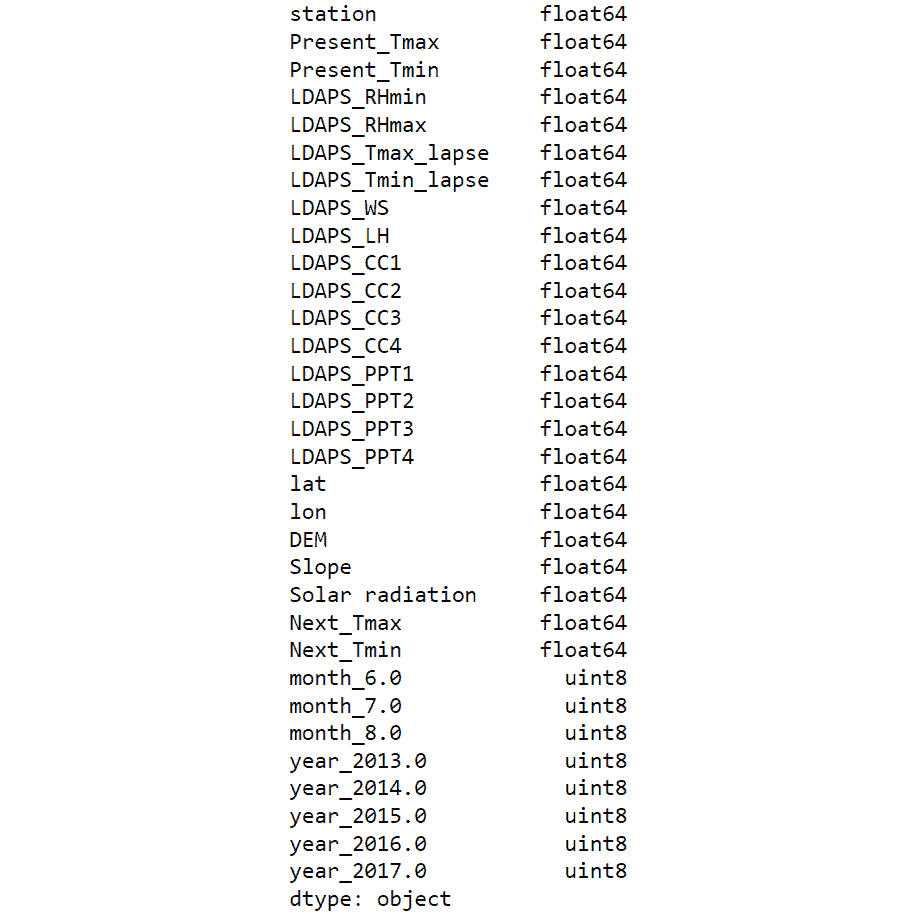 station float64
Present_Tmax float64
Present_Tmin float64
LDAPS_RHmin float64
LDAPS_RHmax float64
LDAPS_Tmax_lapse float64
LDAPS_Tmin_lapse float64
LDAPS_WS float64
LDAPS_LH float64
LDAPS_CC1 float64
LDAPS_CC2 float64
LDAPS_CC3 float64
LDAPS_CC4 float64
LDAPS_PPT1 float64
LDAPS_PPT2 float64
LDAPS_PPT3 float64
LDAPS_PPT4 float64
lat float64
lon float64
DEM float64
Slope float64
Solar radiation float64
Next_Tmax float64
Next_Tmin float64
month_6.0 uint8
month_7.0 uint8
month_8.0 uint8
year_2013.0 uint8
year_2014.0 uint8
year_2015.0 uint8
year_2016.0 uint8
year_2017.0 uint8
dtype: object